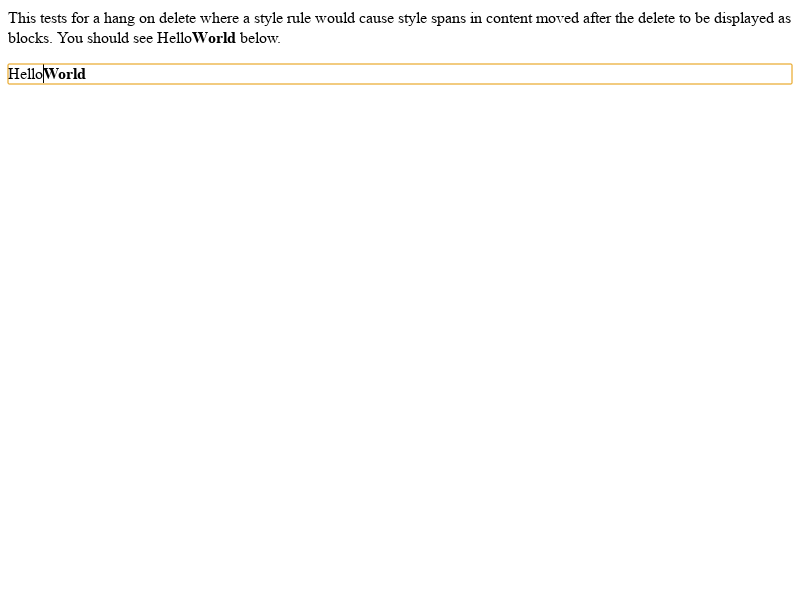 This tests for a hang on delete where a style rule would cause style spans in content moved after the delete to be displayed as
blocks. You should see HelloWorld below.
HelloWorld